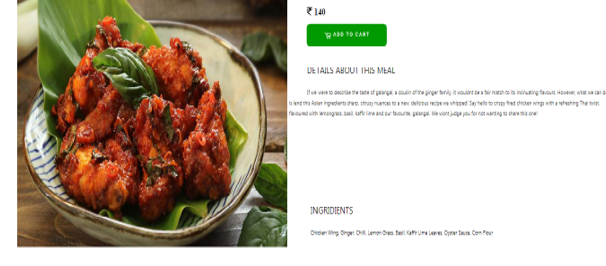 ₹ 140
ADD TO CART
DETAILS ABOUT THIS MEAL
If we were to describe the taste of galangal, a cousin of the ginger family, it wouldnt be a fair match to its insinuating flavours. However, what we can d
is lend this Asian ingredients sharp, citrusy nuances to a new, delicious recipe we whipped! Say hello to crispy fried chicken wings with a refreshing Thai twist,
flavoured with lemongrass, basil, kaffir lime and our favourite, galangal. We wont judge you for not wanting to share this one!
INGRIDIENTS
Chicken Wing, Ginger, Chilli, Lemon Grass, Basil, Kaffir Lime Leaves, Oyster Sauce, Corn Flour